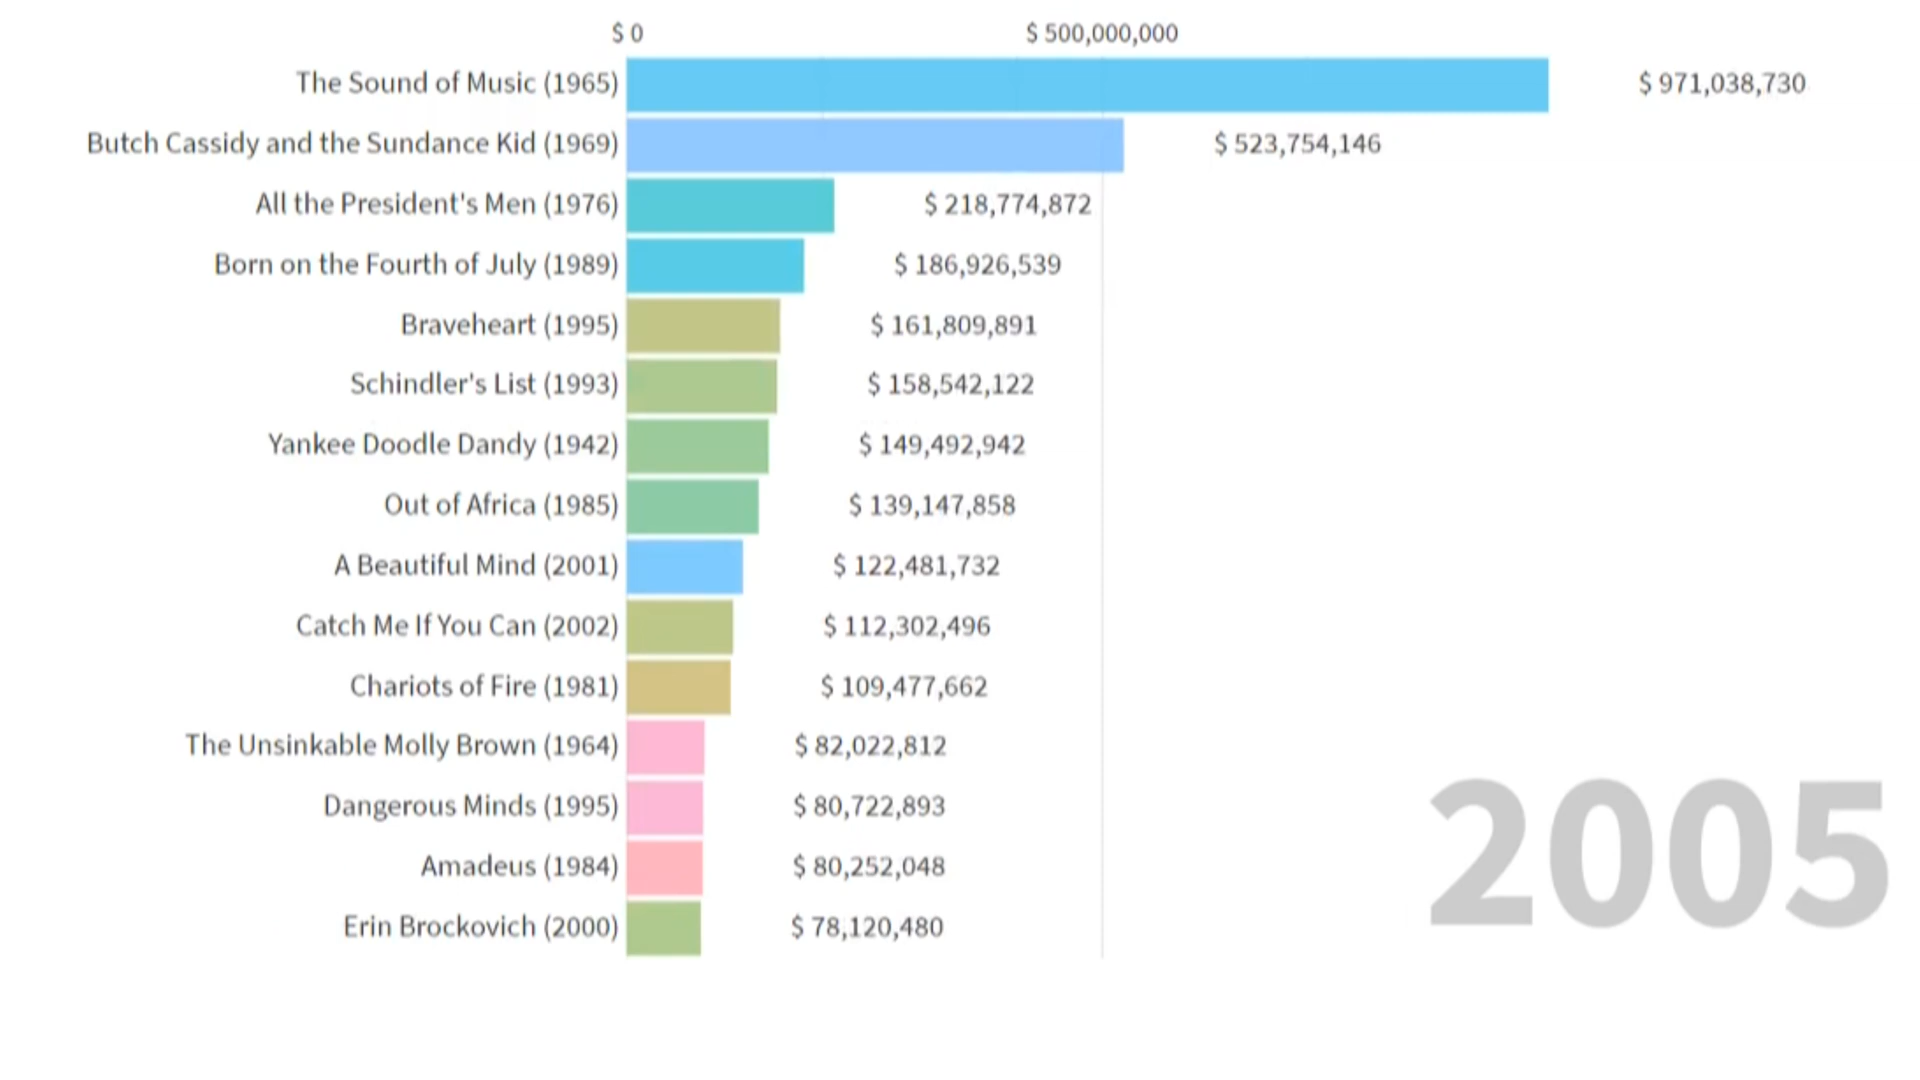 $ 0 $ 500,000,000
The Sound of Music (1965) $ 971,038,730
Butch Cassidy and the Sundance Kid (1969) $ 523,754,146
All the President's Men (1976) $ 218,774,872
Born on the Fourth of July (1989) $ 186,926,539
Braveheart (1995) $ 161,809,891
Schindler's List (1993) $ 158,542,122
Yankee Doodle Dandy (1942) $ 149,492,942
Out of Africa (1985) $ 139,147,858
A Beautiful Mind (2001) $ 122,481,732
Catch Me If You Can (2002) $ 112,302,496
Chariots of Fire (1981) $ 109,477,662
The Unsinkable Molly Brown (1964) $ 82,022,812
Dangerous Minds (1995) $ 80,722,893
Amadeus (1984) $ 80,252,048
Erin Brockovich (2000) $ 78,120,480
2005